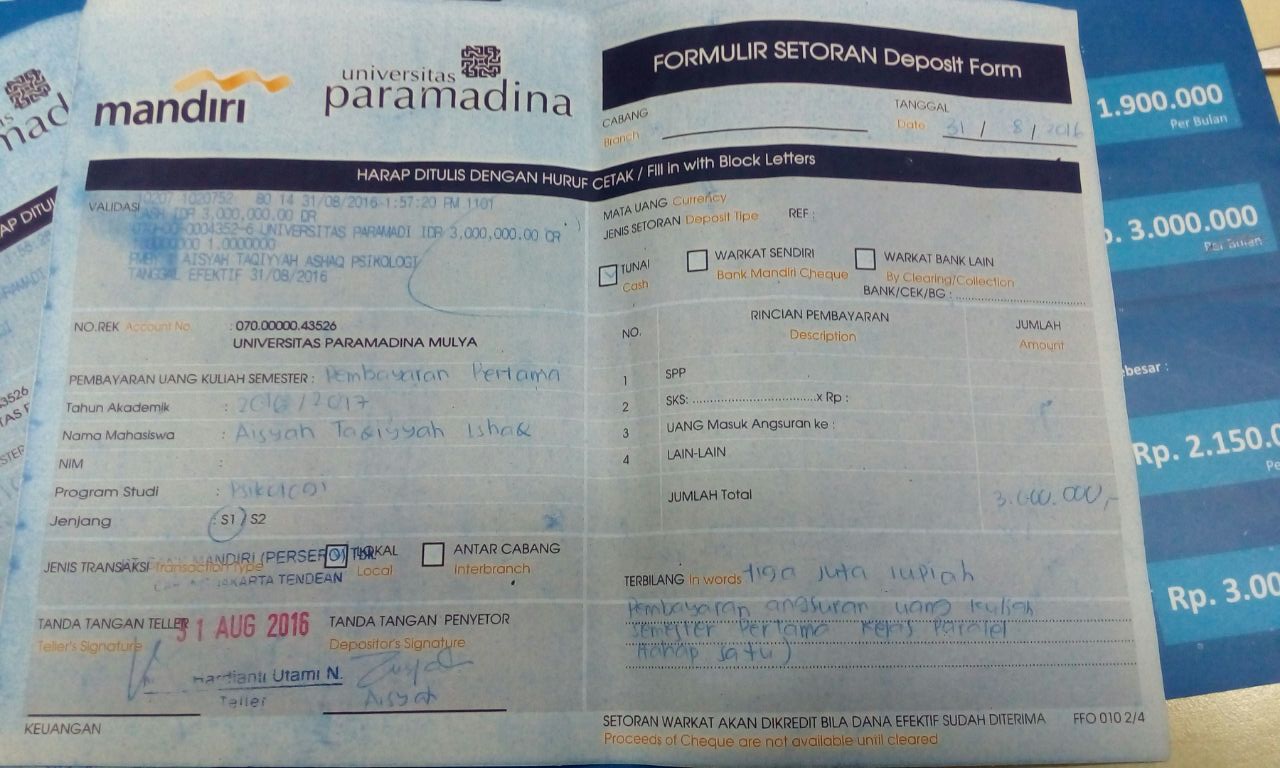 mandiri
universitas
paramadina
FORMULIR SETORAN Deposit Form
CABANG
Branch
TANGGAL
Date 31 / 8 / 2016
HARAP DITULIS DENGAN HURUF CETAK / Fill in with Block Letters
VALIDASI
10207 1020752 80 14 31/08/2016 1:57:20 PM 1101
CASH IDR 3,000,000.00 DR
070-00-0004352-6 UNIVERSITAS PARAMADI IDR 3,000,000.00 CR
1.0000000
AISYAH TAQIYYAH ASHAQ PSIKOLOGI
TANGGAL EFEKTIF 31/08/2016
MATA UANG Currency
JENIS SETORAN Deposit Tipe
REF :
TUNAI
Cash
WARKAT SENDIRI
Bank Mandiri Cheque
WARKAT BANK LAIN
By Clearing/Collection
BANK/CEK/BG :
NO.REK Account No. : 070.00000.43526
UNIVERSITAS PARAMADINA MULYA
PEMBAYARAN UANG KULIAH SEMESTER : Pembayaran Pertama
Tahun Akademik : 2016/2017
Nama Mahasiswa : Aisyah Taqiyyah Ishaq
NIM :
Program Studi : Psikologi
Jenjang : S1 / S2
NO.
RINCIAN PEMBAYARAN
Description
JUMLAH
Amount
1 SPP
2 SKS: ..............................x Rp :
3 UANG Masuk Angsuran ke :
4 LAIN-LAIN
JUMLAH Total 3.000.000,-
JENIS TRANSAKSI Transaction Type
MANDIRI (PERSERO) TBK
JAKARTA TENDEAN
LOKAL
Local
ANTAR CABANG
Interbranch
TERBILANG In words tiga juta rupiah
Pembayaran angsuran uang kuliah
semester Pertama kelas Paralel
tahap satu)
TANDA TANGAN TELLER
Teller's Signature
31 AUG 2016
TANDA TANGAN PENYETOR
Depositor's Signature
Hardianti Utami N.
Teller
Aisyah
KEUANGAN
SETORAN WARKAT AKAN DIKREDIT BILA DANA EFEKTIF SUDAH DITERIMA
Proceeds of Cheque are not available until cleared
FFO 010 2/4
1.900.000
Per Bulan
3.000.000
Per Bulan
ebesar :
Rp. 2.150.0
Rp. 3.00